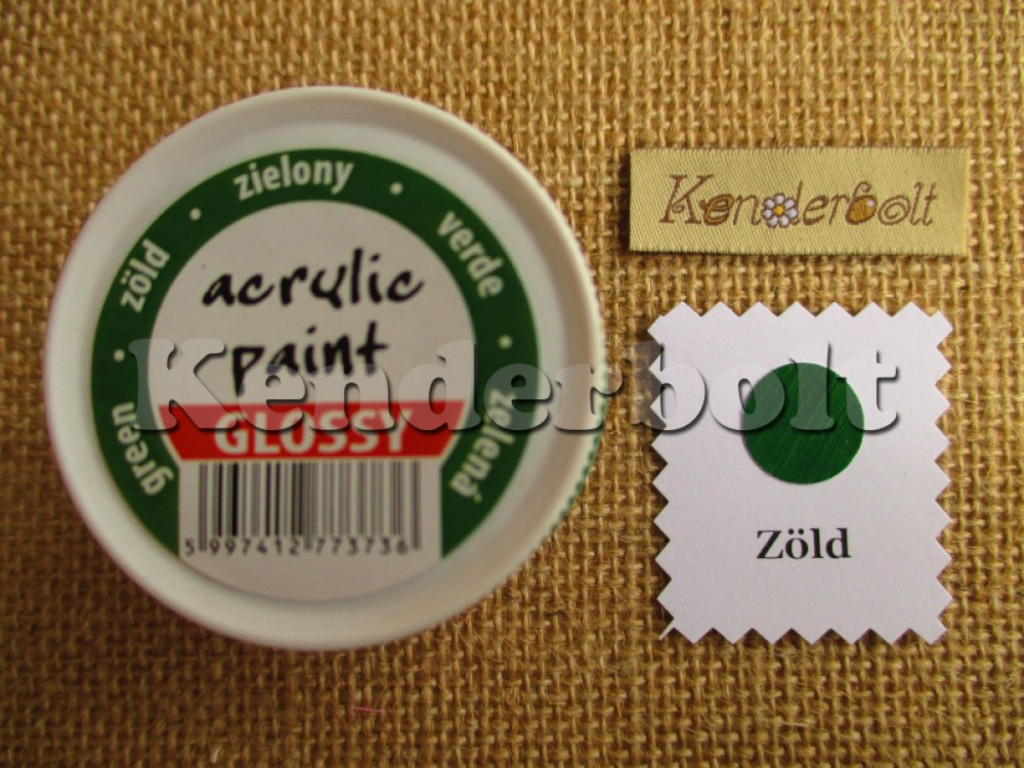 zielony
verde
zöld
zelená
green
acrylic
paint
GLOSSY
5 997412 773736
Kenderbolt
Zöld
Kenderbolt